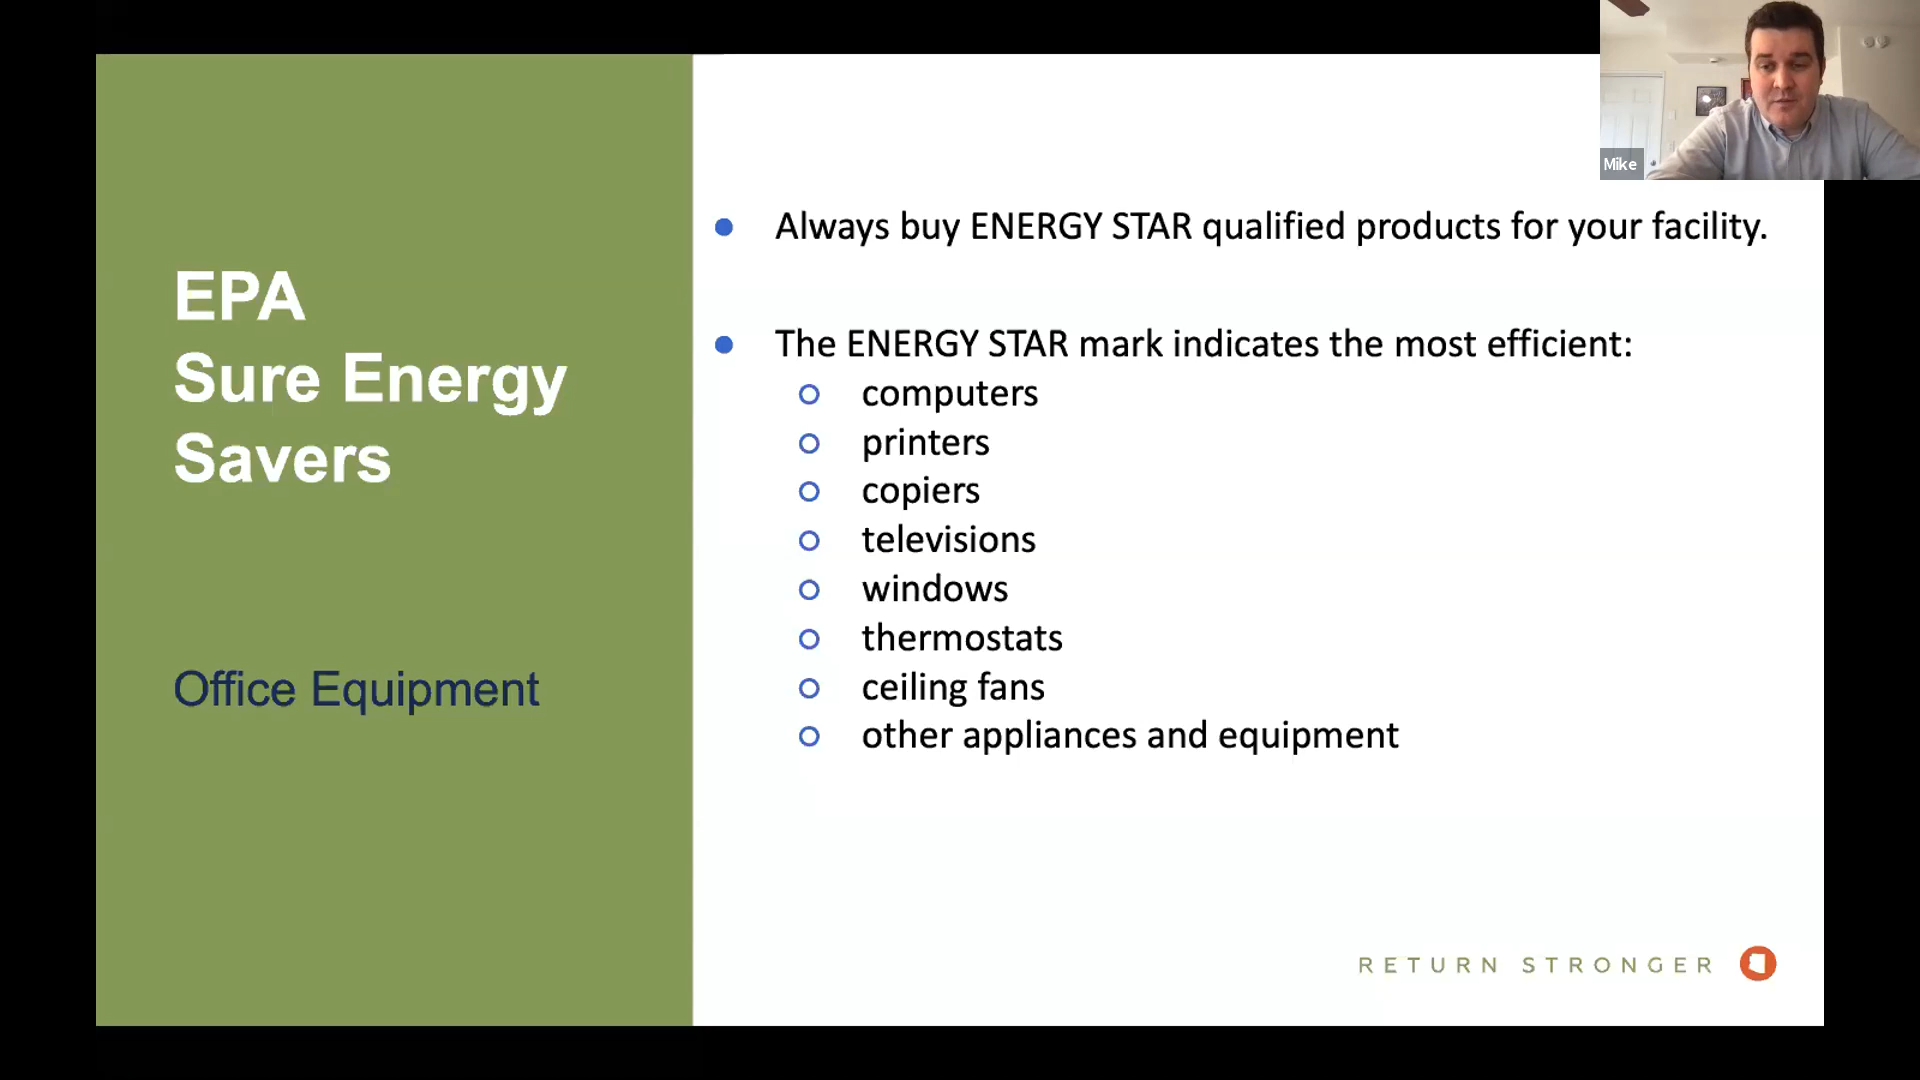 EPA
Sure Energy
Savers
Office Equipment
Always buy ENERGY STAR qualified products for your facility.
The ENERGY STAR mark indicates the most efficient:
computers
printers
copiers
televisions
windows
thermostats
ceiling fans
other appliances and equipment
RETURN STRONGER
Mike